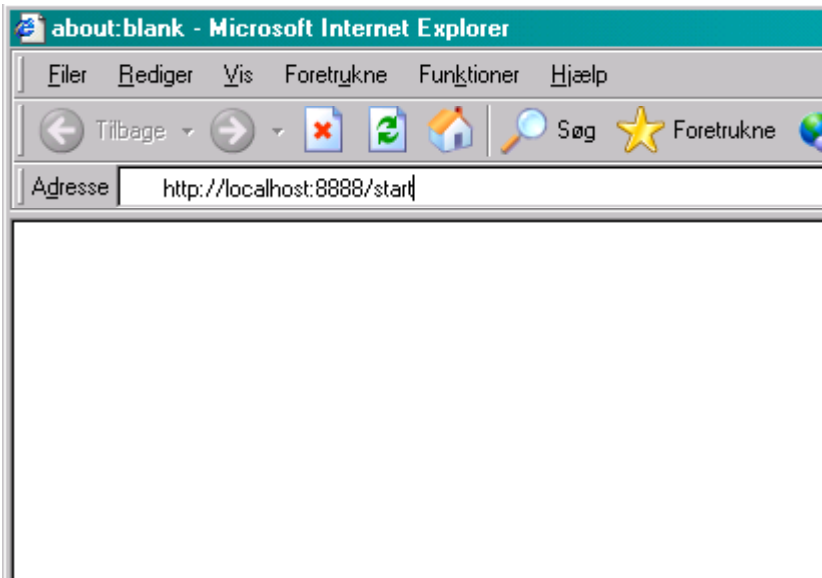 about:blank - Microsoft Internet Explorer
Filer Rediger Vis Foretrukne Funktioner Hjælp
Tilbage Søg Foretrukne
Adresse http://localhost:8888/start